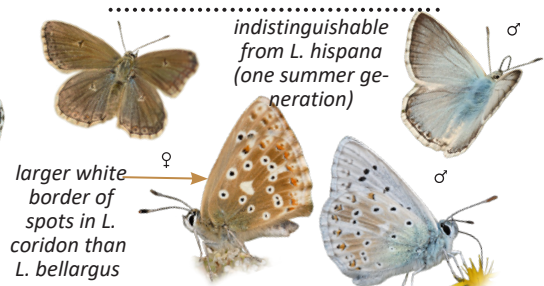 indistinguishable
from L. hispana
(one summer ge-
neration)
♂
larger white
border of
spots in L.
coridon than
L. bellargus
♀
♂